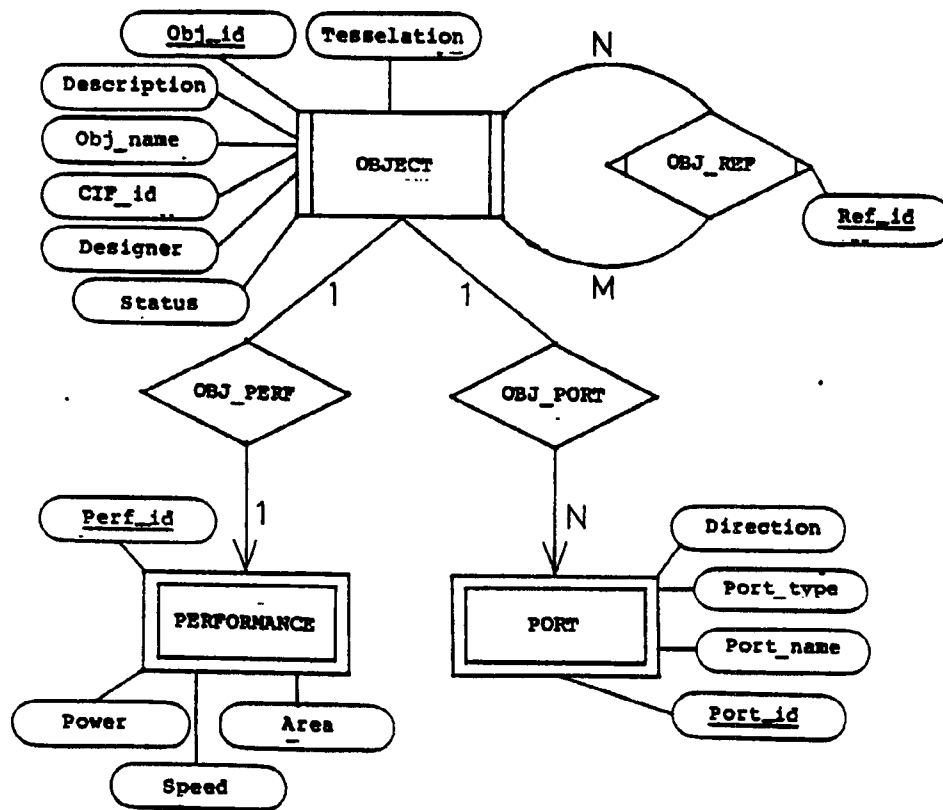 Obj_id
Tesselation
N
Description
Obj_name
OBJECT
OBJ_REF
CIF_id
Ref_id
Designer
Status
M
1
1
OBJ_PERF
OBJ_PORT
Perf_id
1
N
Direction
Port_type
PERFORMANCE
PORT
Port_name
Power
Area
Port_id
Speed